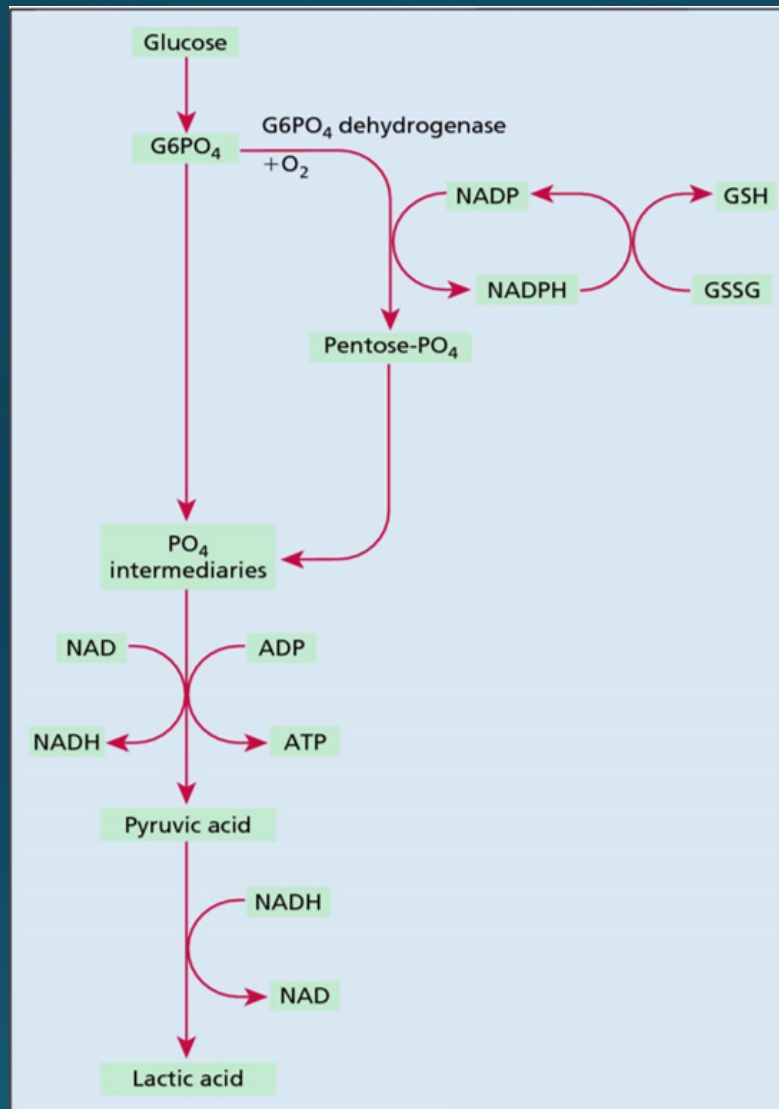 Glucose
G6PO₄ dehydrogenase
G6PO₄
+O₂
NADP
GSH
NADPH
GSSG
Pentose-PO₄
PO₄
intermediaries
NAD
ADP
NADH
ATP
Pyruvic acid
NADH
NAD
Lactic acid